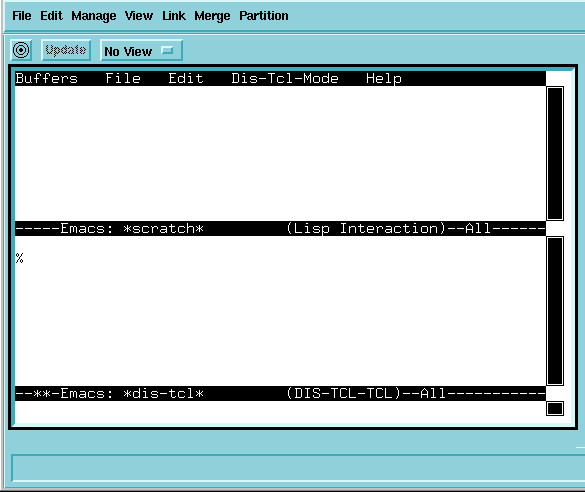 File Edit Manage View Link Merge Partition
Update No View
Buffers File Edit Dis-Tcl-Mode Help
-----Emacs: *scratch* (Lisp Interaction)--All------
%
--**-Emacs: *dis-tcl* (DIS-TCL-TCL)--All-----------